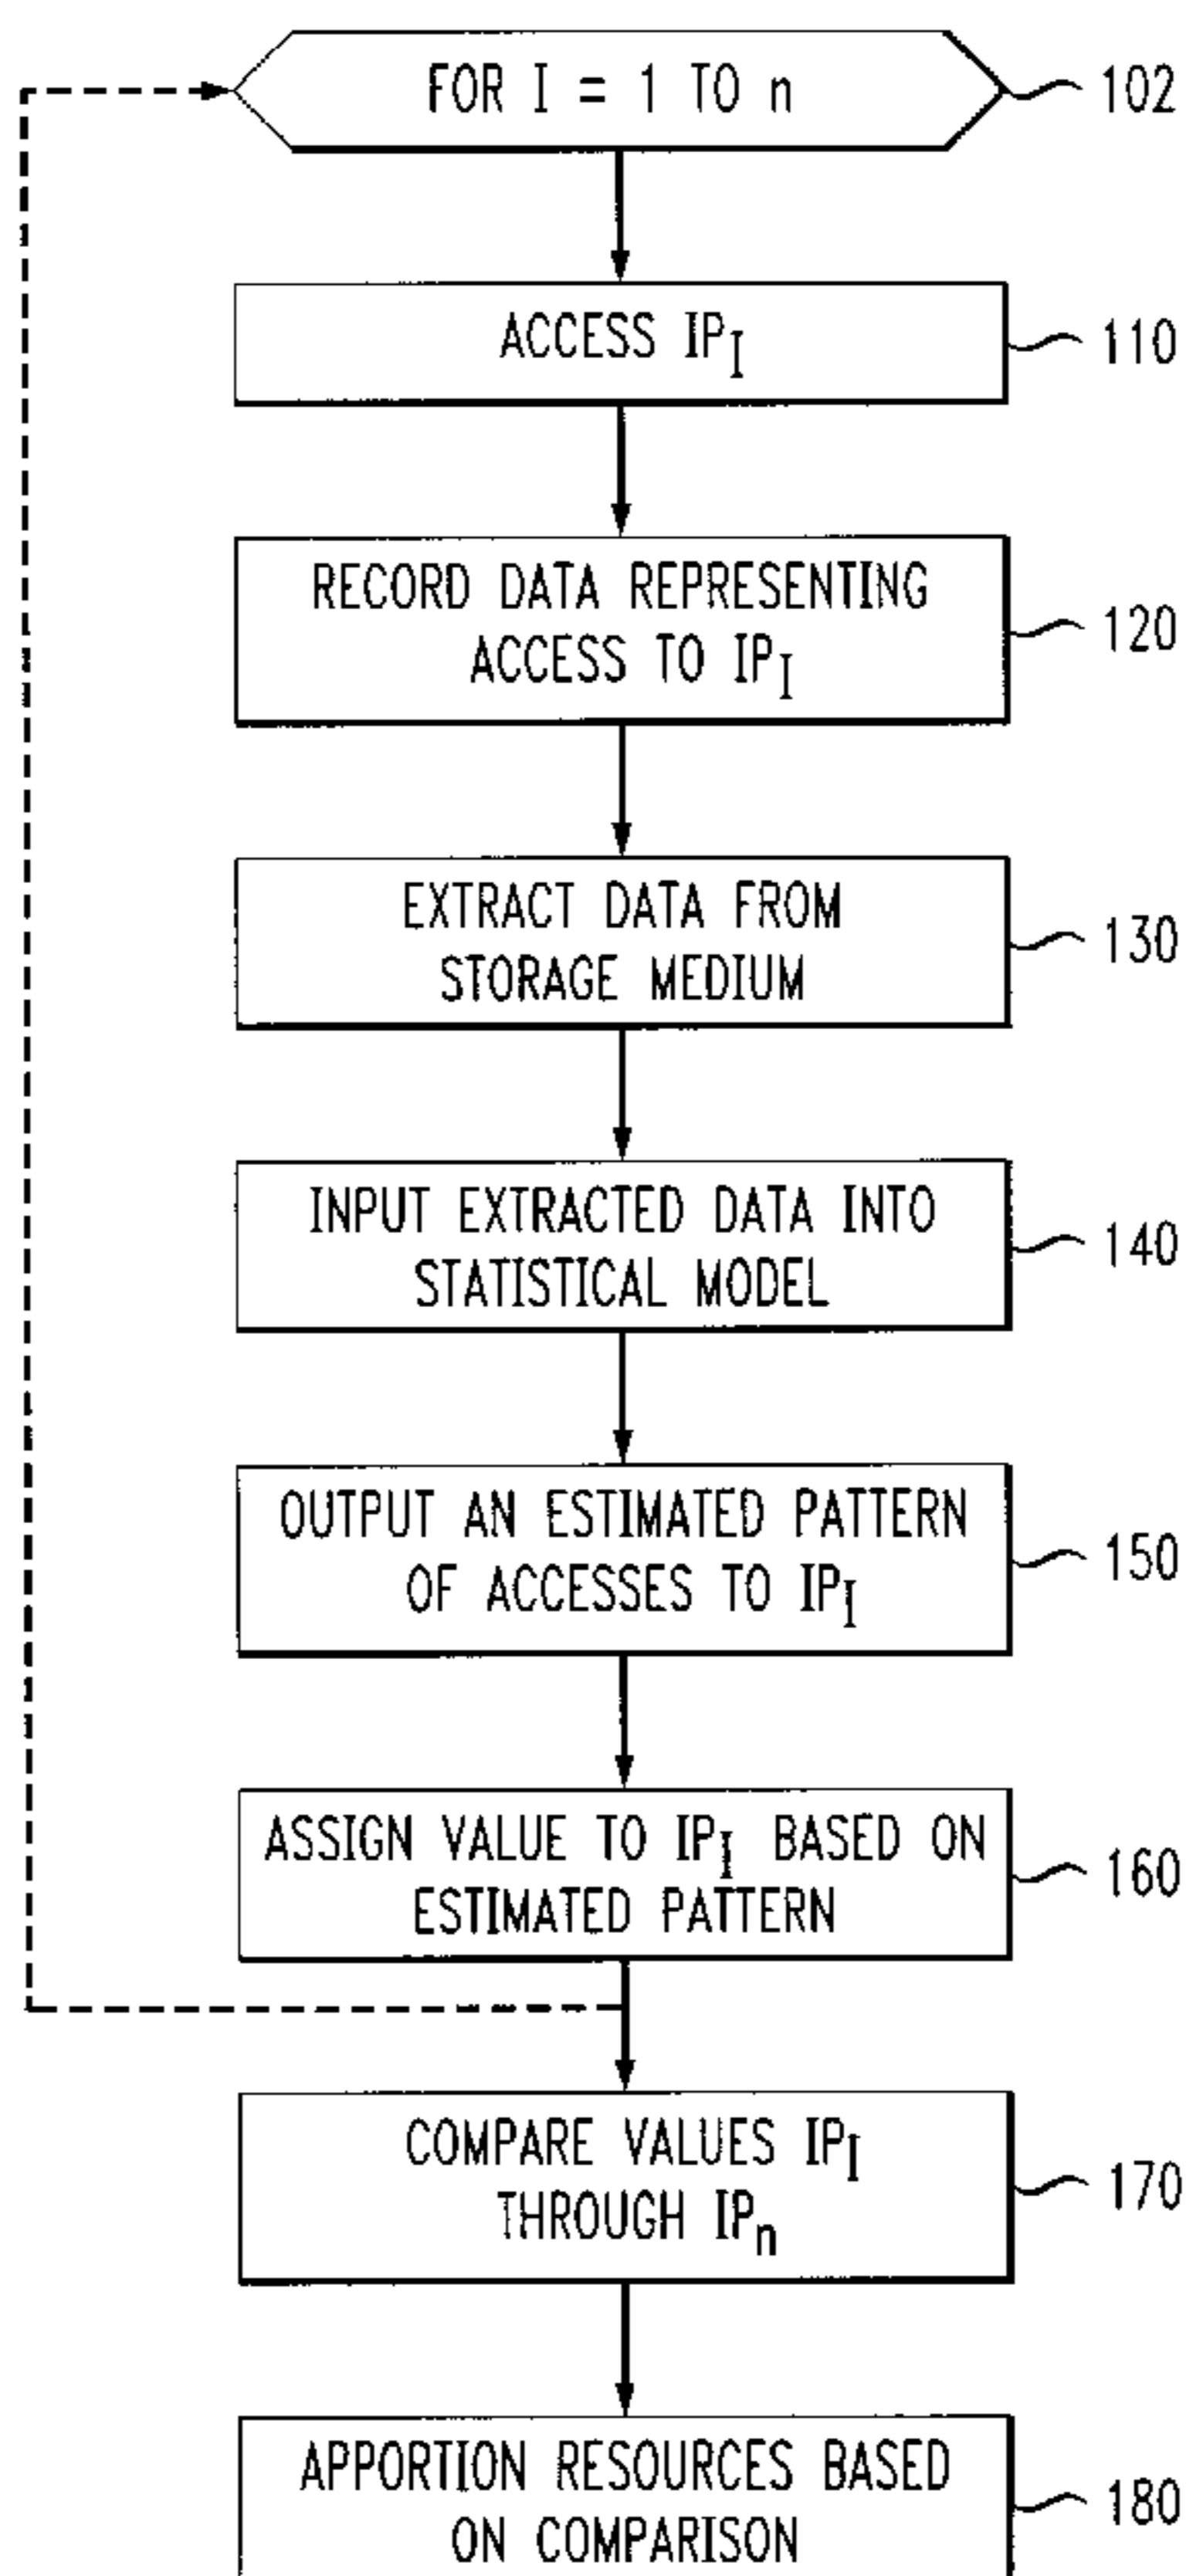 FOR I = 1 TO n
102
ACCESS IPI
110
RECORD DATA REPRESENTING
ACCESS TO IPI
120
EXTRACT DATA FROM
STORAGE MEDIUM
130
INPUT EXTRACTED DATA INTO
STATISTICAL MODEL
140
OUTPUT AN ESTIMATED PATTERN
OF ACCESSES TO IPI
150
ASSIGN VALUE TO IPI BASED ON
ESTIMATED PATTERN
160
COMPARE VALUES IPI
THROUGH IPn
170
APPORTION RESOURCES BASED
ON COMPARISON
180